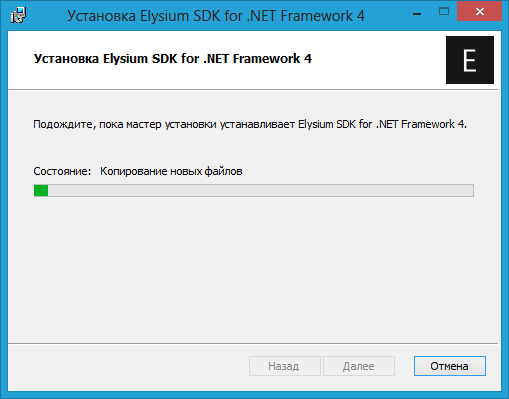 Установка Elysium SDK for .NET Framework 4
Установка Elysium SDK for .NET Framework 4
E
Подождите, пока мастер установки устанавливает Elysium SDK for .NET Framework 4.
Состояние: Копирование новых файлов
Назад Далее Отмена